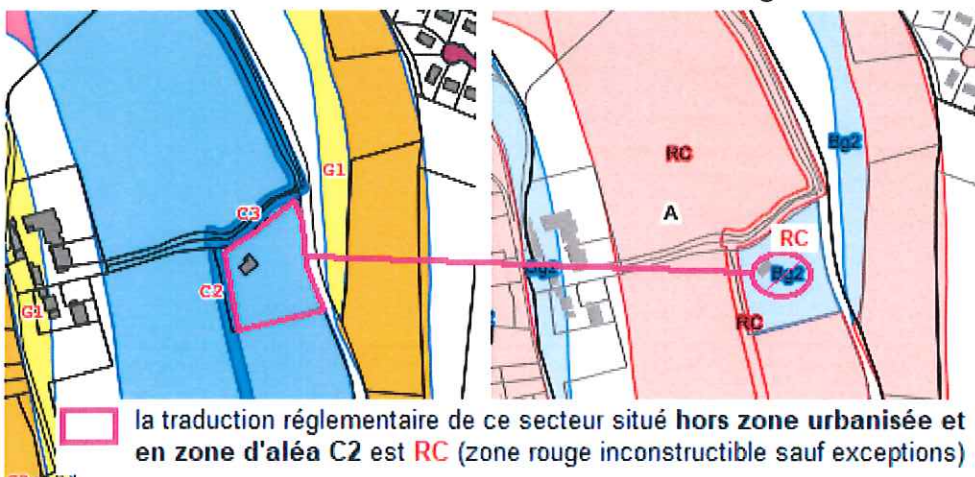 G1
C3
C2
G1
RC
A
Bg2
RC
Bg2
Bg2
RC
la traduction réglementaire de ce secteur situé hors zone urbanisée et
en zone d'aléa C2 est RC (zone rouge inconstructible sauf exceptions)